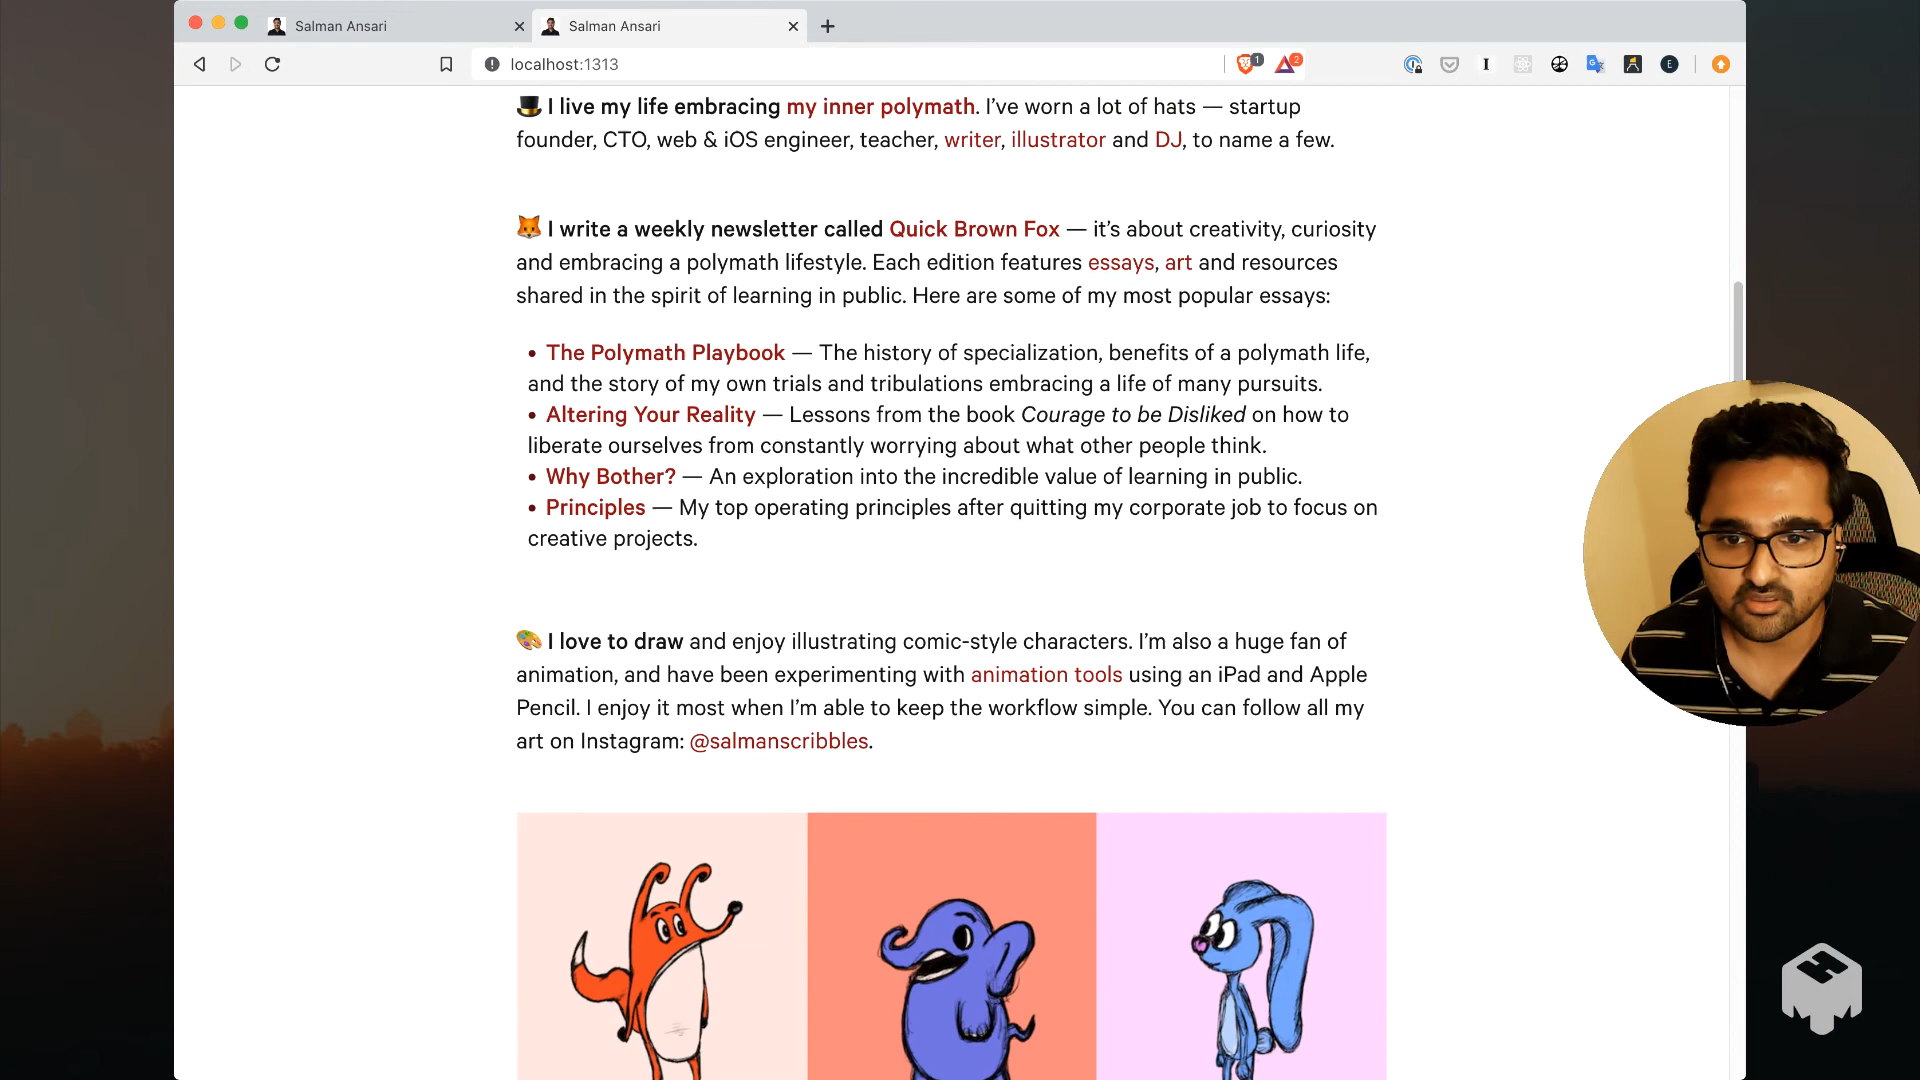 Salman Ansari
Salman Ansari
localhost:1313
1
2
I
G
E
🎩 I live my life embracing my inner polymath. I’ve worn a lot of hats — startup
founder, CTO, web & iOS engineer, teacher, writer, illustrator and DJ, to name a few.
🦊 I write a weekly newsletter called Quick Brown Fox — it’s about creativity, curiosity
and embracing a polymath lifestyle. Each edition features essays, art and resources
shared in the spirit of learning in public. Here are some of my most popular essays:
• The Polymath Playbook — The history of specialization, benefits of a polymath life,
and the story of my own trials and tribulations embracing a life of many pursuits.
• Altering Your Reality — Lessons from the book Courage to be Disliked on how to
liberate ourselves from constantly worrying about what other people think.
• Why Bother? — An exploration into the incredible value of learning in public.
• Principles — My top operating principles after quitting my corporate job to focus on
creative projects.
🎨 I love to draw and enjoy illustrating comic-style characters. I’m also a huge fan of
animation, and have been experimenting with animation tools using an iPad and Apple
Pencil. I enjoy it most when I’m able to keep the workflow simple. You can follow all my
art on Instagram: @salmanscribbles.